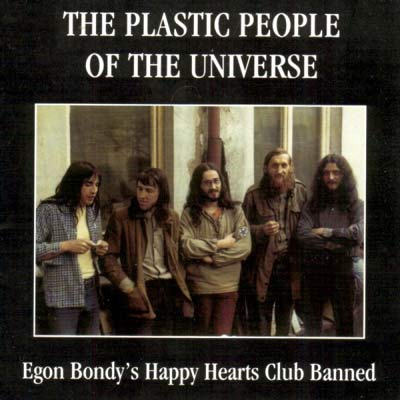 THE PLASTIC PEOPLE
OF THE UNIVERSE
Egon Bondy's Happy Hearts Club Banned